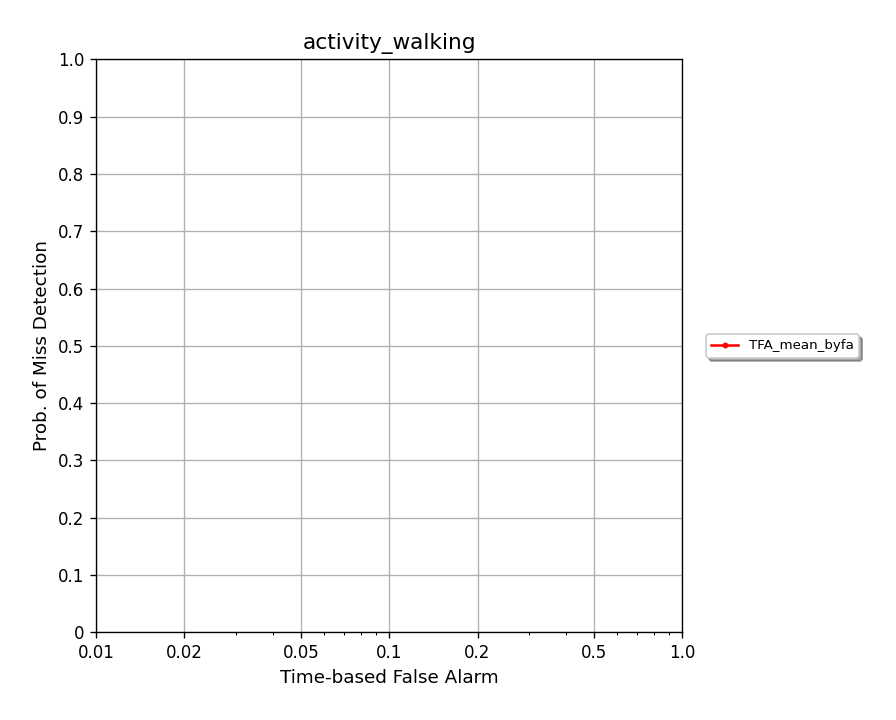 activity_walking
1.0
0.9
0.8
0.7
0.6
0.5
0.4
0.3
0.2
0.1
0
Prob. of Miss Detection
0.01 0.02 0.05 0.1 0.2 0.5 1.0
Time-based False Alarm
TFA_mean_byfa